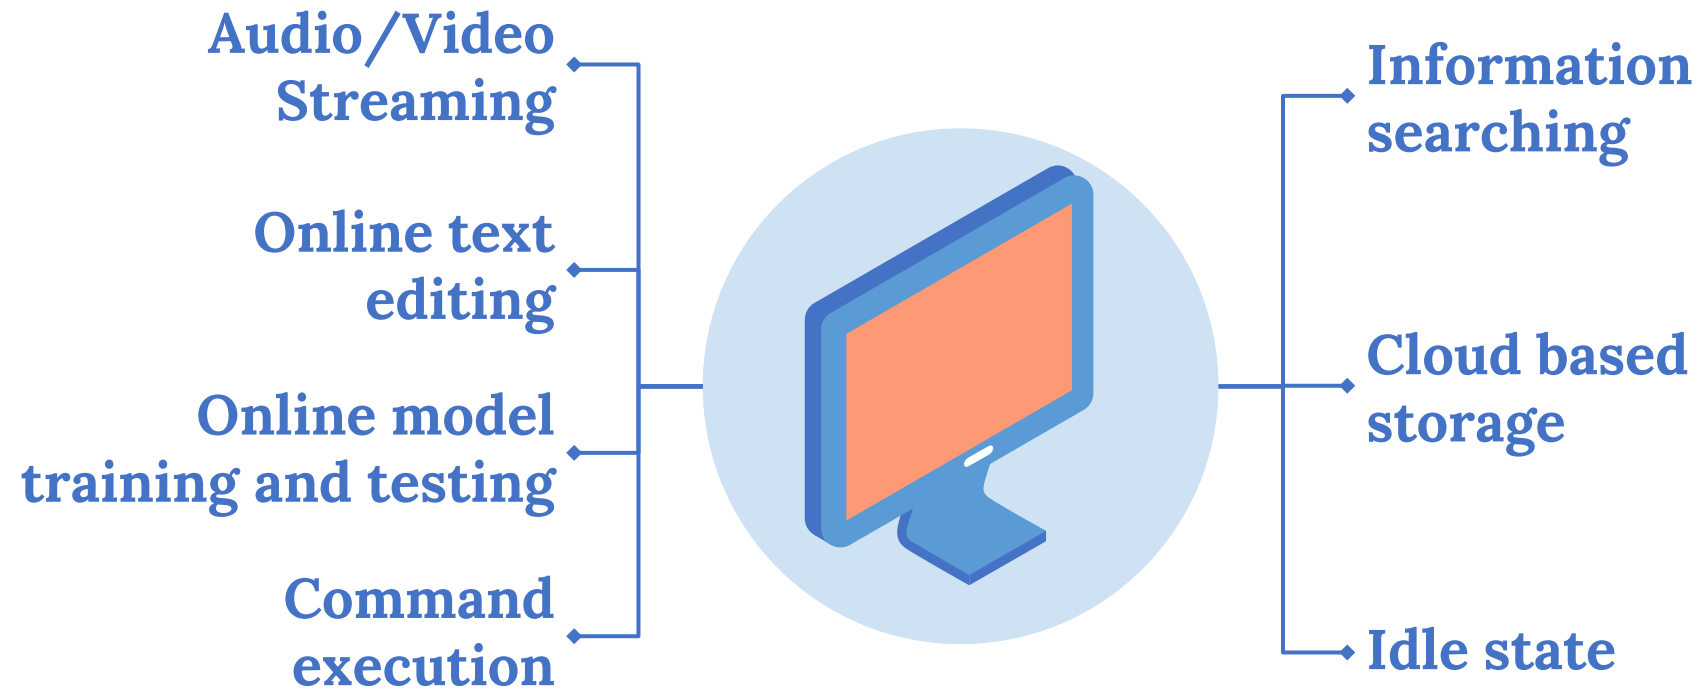 Audio/Video
Streaming
Online text
editing
Online model
training and testing
Command
execution
Information
searching
Cloud based
storage
Idle state